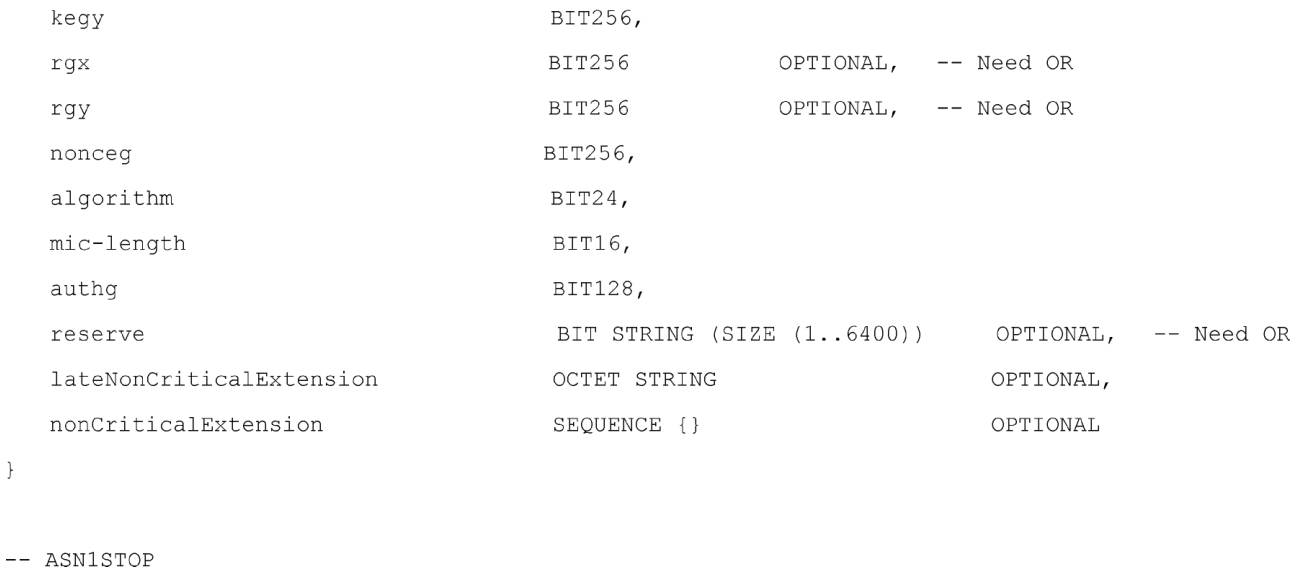 kegy BIT256,
rgx BIT256 OPTIONAL, -- Need OR
rgy BIT256 OPTIONAL, -- Need OR
nonceg BIT256,
algorithm BIT24,
mic-length BIT16,
authg BIT128,
reserve BIT STRING (SIZE (1..6400)) OPTIONAL, -- Need OR
lateNonCriticalExtension OCTET STRING OPTIONAL,
nonCriticalExtension SEQUENCE {} OPTIONAL
}
-- ASN1STOP